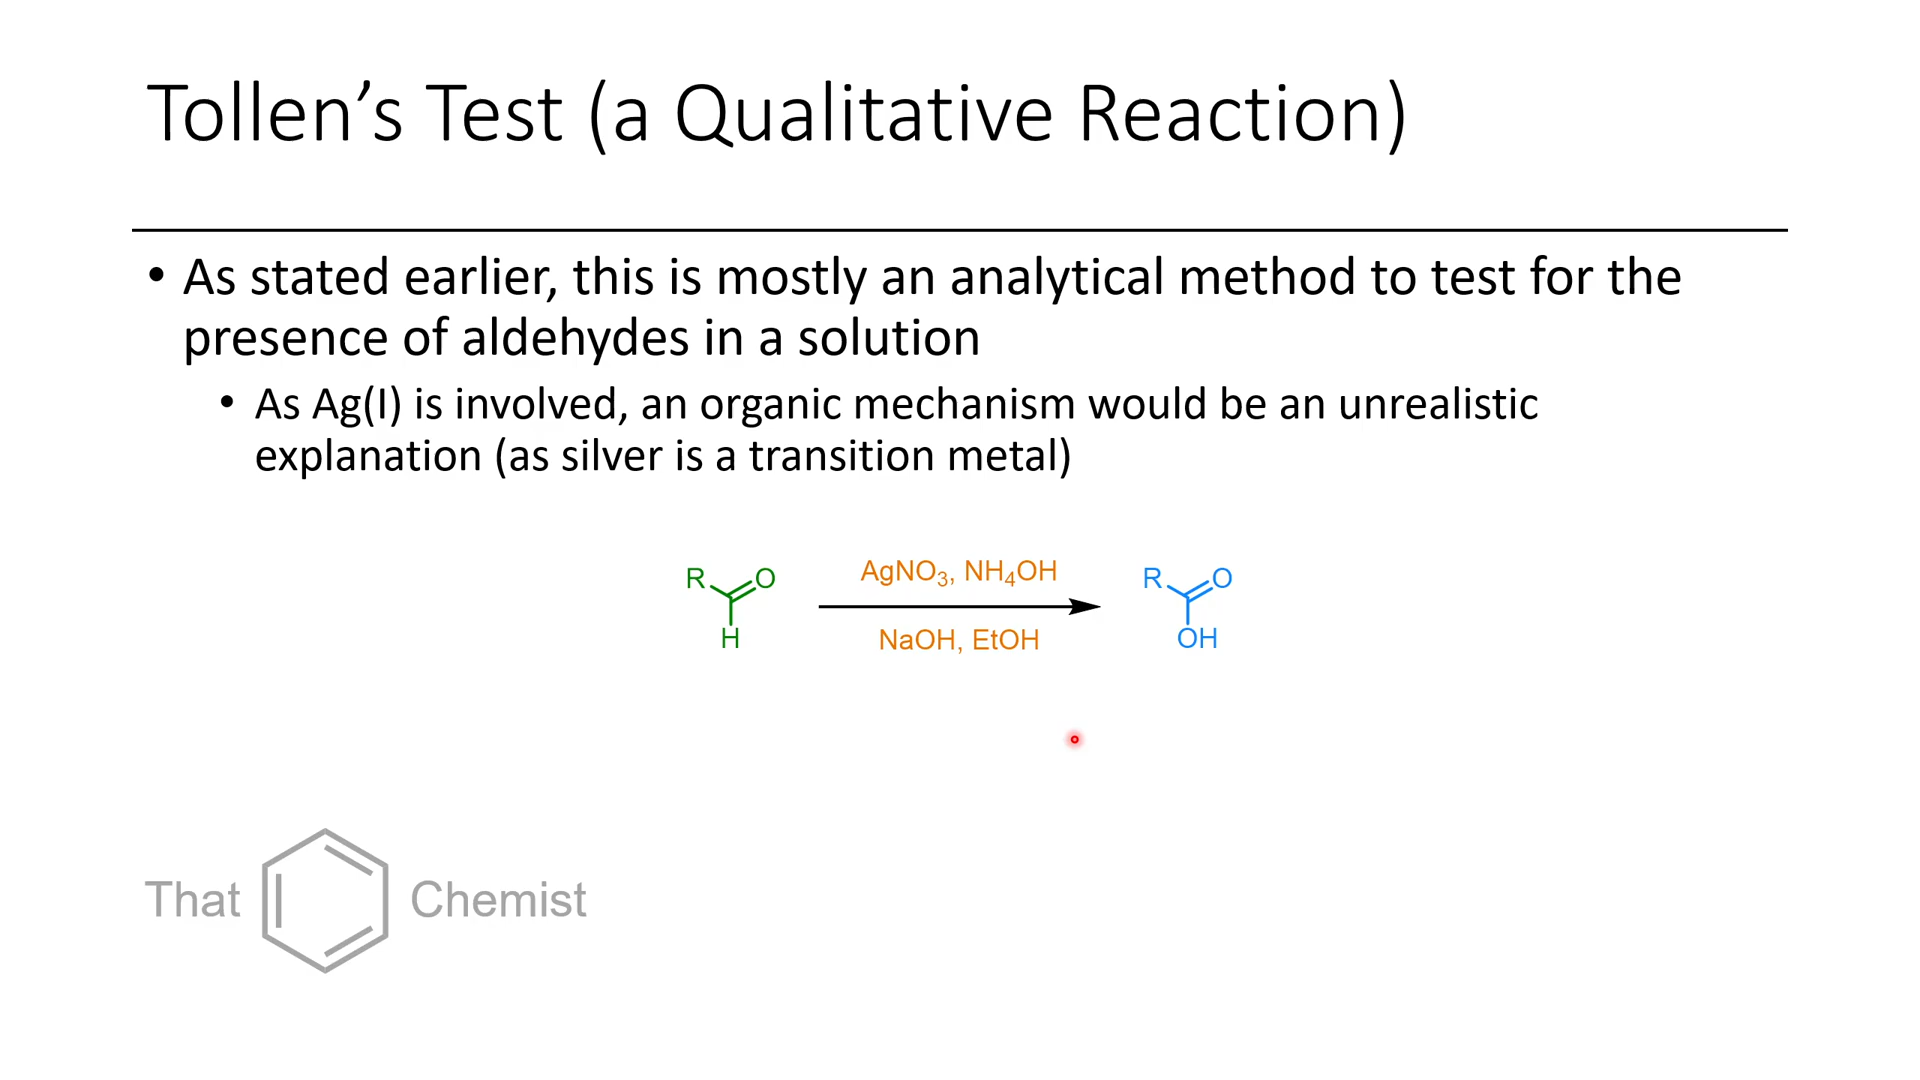 Tollen’s Test (a Qualitative Reaction)
• As stated earlier, this is mostly an analytical method to test for the
presence of aldehydes in a solution
• As Ag(I) is involved, an organic mechanism would be an unrealistic
explanation (as silver is a transition metal)
R O H
AgNO₃, NH₄OH
NaOH, EtOH
R O OH
That Chemist